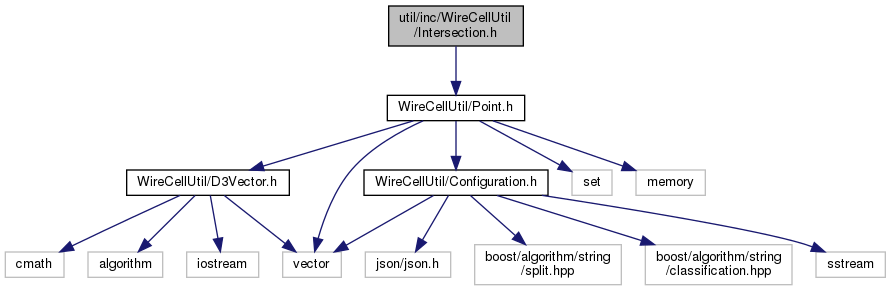 util/inc/WireCellUtil
/Intersection.h
WireCellUtil/Point.h
WireCellUtil/D3Vector.h
WireCellUtil/Configuration.h
set
memory
cmath
algorithm
iostream
vector
json/json.h
boost/algorithm/string
/split.hpp
boost/algorithm/string
/classification.hpp
sstream